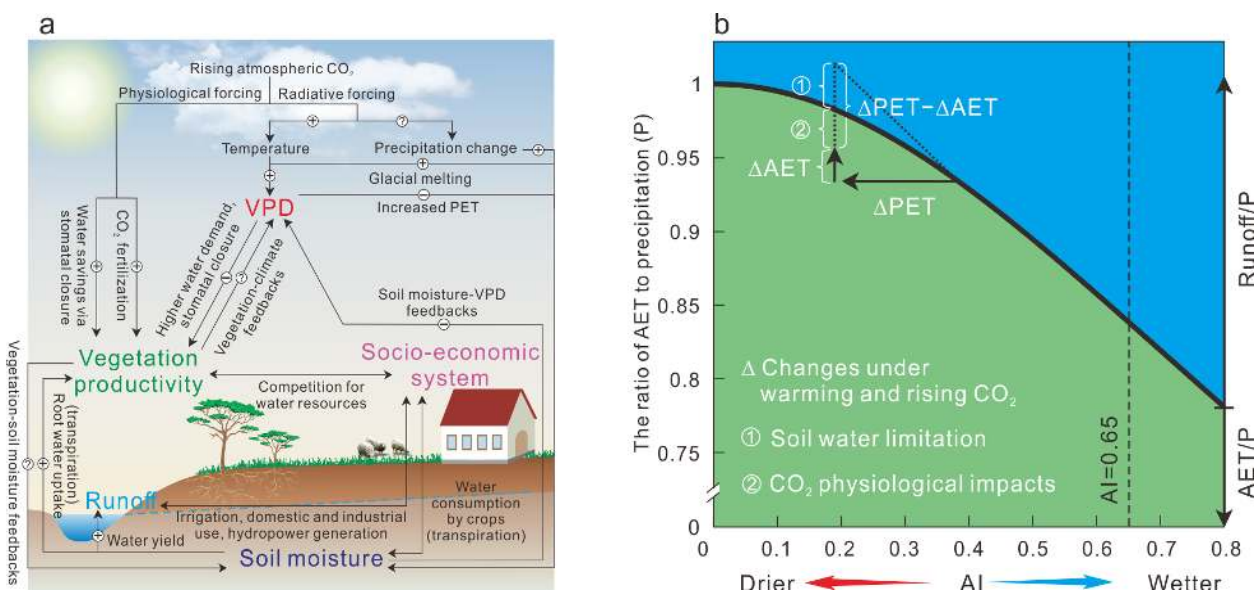 a
Rising atmospheric CO₂
Physiological forcing
Radiative forcing
+
?
Temperature
Precipitation change
+
+
Glacial melting
+
−
Increased PET
VPD
Water savings via
stomatal closure
+
CO₂ fertilization
+
Higher water demand,
stomatal closure
−
?
Vegetation-climate
feedbacks
Soil moisture-VPD
feedbacks
−
Vegetation
productivity
Socio-economic
system
Competition for
water resources
Vegetation-soil moisture feedbacks
?
+
Root water uptake
(transpiration)
Runoff
Irrigation, domestic and industrial
use, hydropower generation
Water
consumption
by crops
(transpiration)
+
Water yield
Soil moisture
b
The ratio of AET to precipitation (P)
1
0.95
0.9
0.85
0.8
0.75
0
①
②
ΔPET−ΔAET
ΔAET
ΔPET
Δ Changes under
warming and rising CO₂
① Soil water limitation
② CO₂ physiological impacts
AI=0.65
Runoff/P
AET/P
0 0.1 0.2 0.3 0.4 0.5 0.6 0.7 0.8
Drier AI Wetter